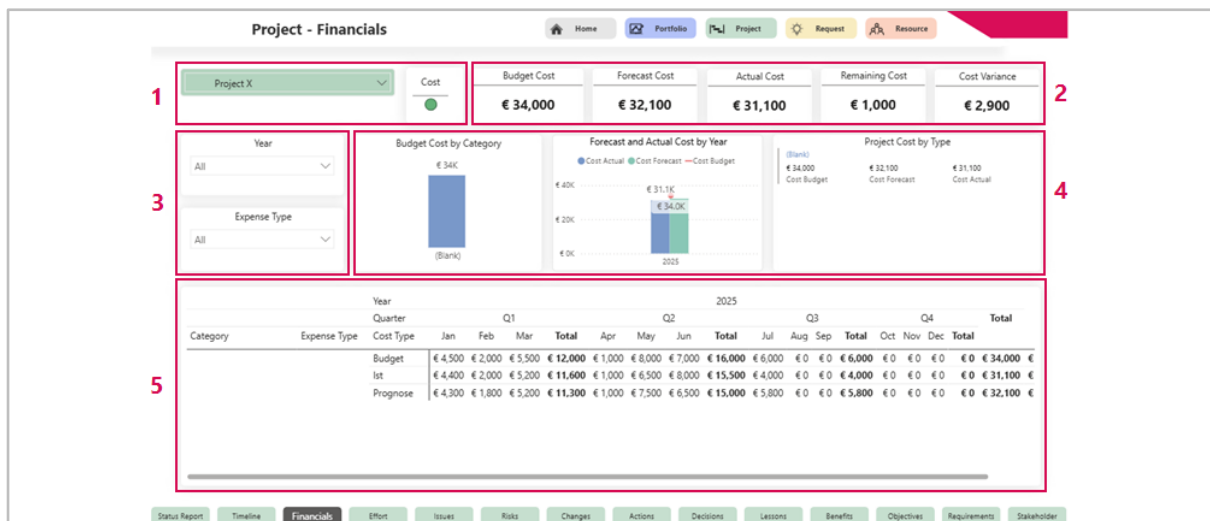 Project - Financials
Home
Portfolio
Project
Request
Resource
1
Project X
Cost
Budget Cost
Forecast Cost
Actual Cost
Remaining Cost
Cost Variance
€ 34,000
€ 32,100
€ 31,100
€ 1,000
€ 2,900
2
3
Year
All
Expense Type
All
Budget Cost by Category
€ 34K
(Blank)
Forecast and Actual Cost by Year
Cost Actual Cost Forecast Cost Budget
€ 40K
€ 20K
€ 0K
€ 31.1K
€ 34.0K
2025
Project Cost by Type
(Blank)
€ 34,000 € 32,100 € 31,100
Cost Budget Cost Forecast Cost Actual
4
5
Year 2025
Quarter Q1 Q2 Q3 Q4 Total
Category Expense Type Cost Type Jan Feb Mar Total Apr May Jun Total Jul Aug Sep Total Oct Nov Dec Total
Budget € 4,500 € 2,000 € 5,500 € 12,000 € 1,000 € 8,000 € 7,000 € 16,000 € 6,000 € 0 € 0 € 6,000 € 0 € 0 € 0 € 0 € 34,000 €
Ist € 4,400 € 2,000 € 5,200 € 11,600 € 1,000 € 6,500 € 8,000 € 15,500 € 4,000 € 0 € 0 € 4,000 € 0 € 0 € 0 € 0 € 31,100 €
Prognose € 4,300 € 1,800 € 5,200 € 11,300 € 1,000 € 7,500 € 6,500 € 15,000 € 5,800 € 0 € 0 € 5,800 € 0 € 0 € 0 € 0 € 32,100 €
Status Report Timeline Financials Effort Issues Risks Changes Actions Decisions Lessons Benefits Objectives Requirements Stakeholder